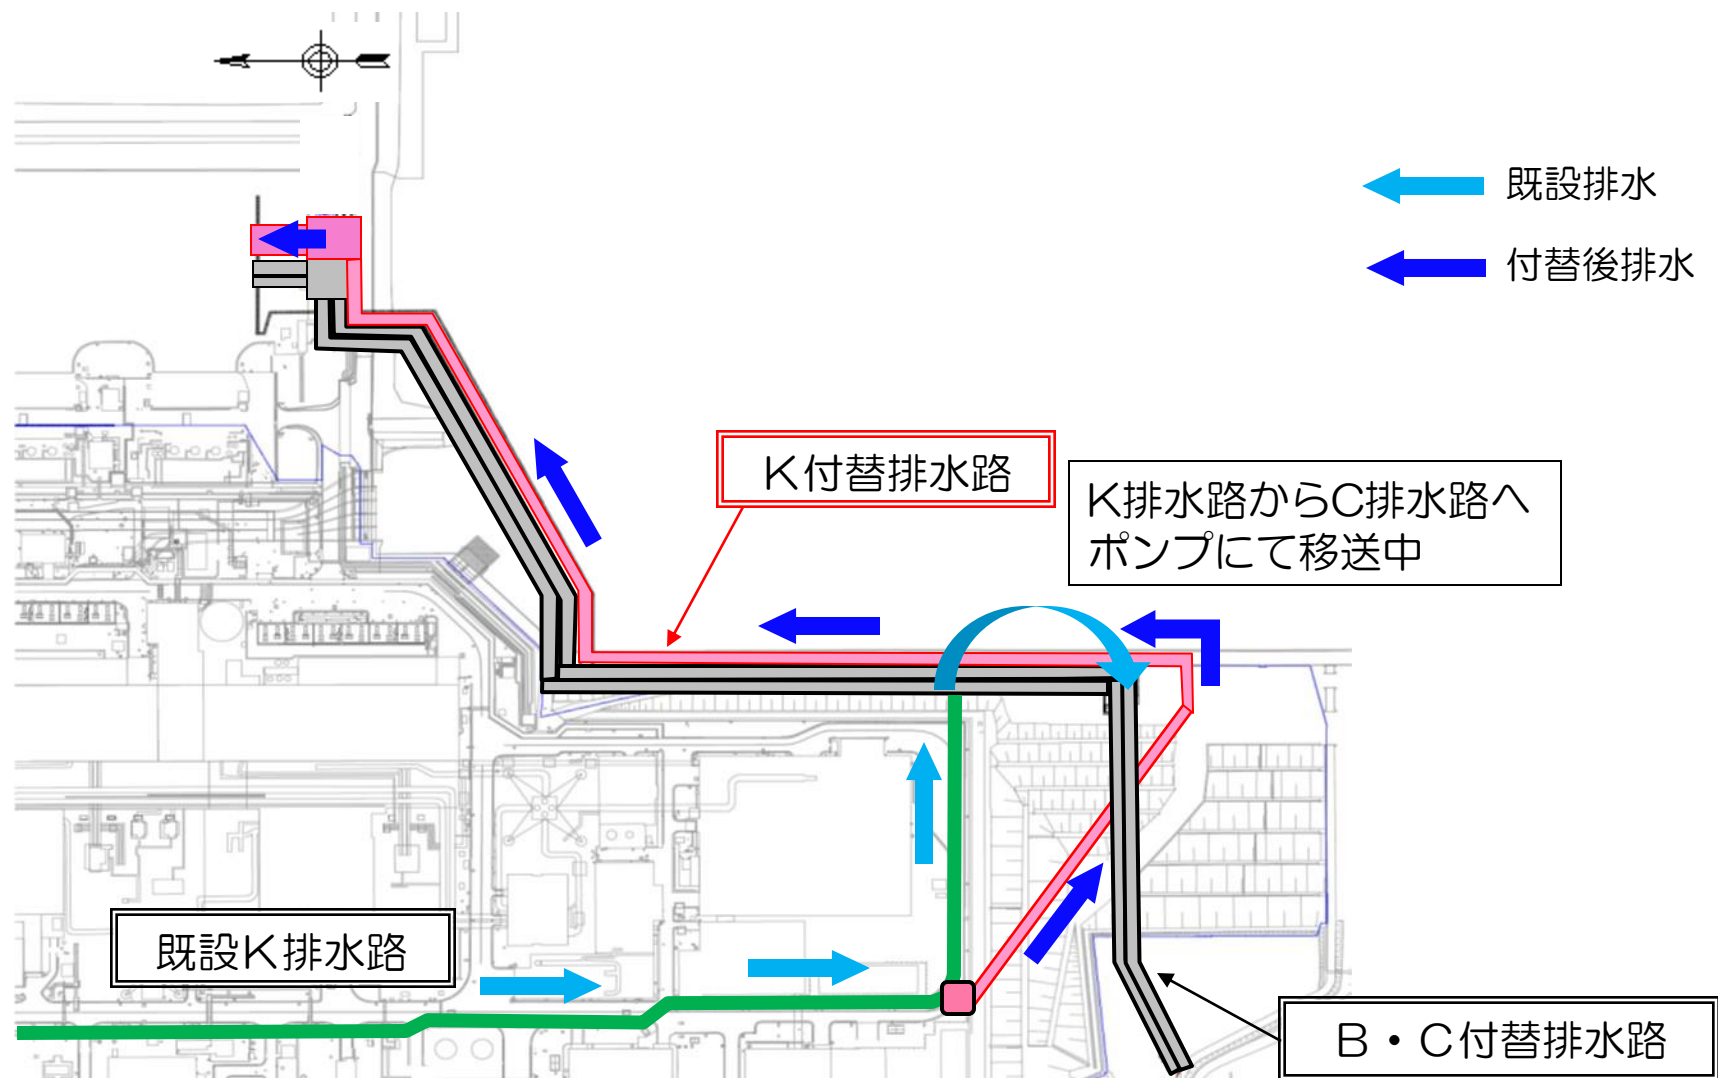 既設排水
付替後排水
K付替排水路
K排水路からC排水路へ
ポンプにて移送中
既設K排水路
B・C付替排水路